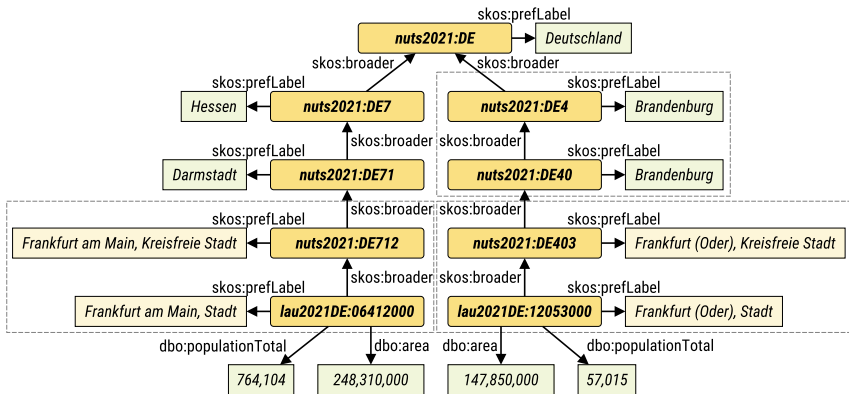 skos:prefLabel
nuts2021:DE Deutschland
skos:broader skos:broader
skos:prefLabel skos:prefLabel
Hessen nuts2021:DE7 nuts2021:DE4 Brandenburg
skos:broader skos:broader
skos:prefLabel skos:prefLabel
Darmstadt nuts2021:DE71 nuts2021:DE40 Brandenburg
skos:broader skos:broader
skos:prefLabel skos:prefLabel
Frankfurt am Main, Kreisfreie Stadt nuts2021:DE712 nuts2021:DE403 Frankfurt (Oder), Kreisfreie Stadt
skos:broader skos:broader
skos:prefLabel skos:prefLabel
Frankfurt am Main, Stadt lau2021DE:06412000 lau2021DE:12053000 Frankfurt (Oder), Stadt
dbo:populationTotal dbo:area dbo:area dbo:populationTotal
764,104 248,310,000 147,850,000 57,015